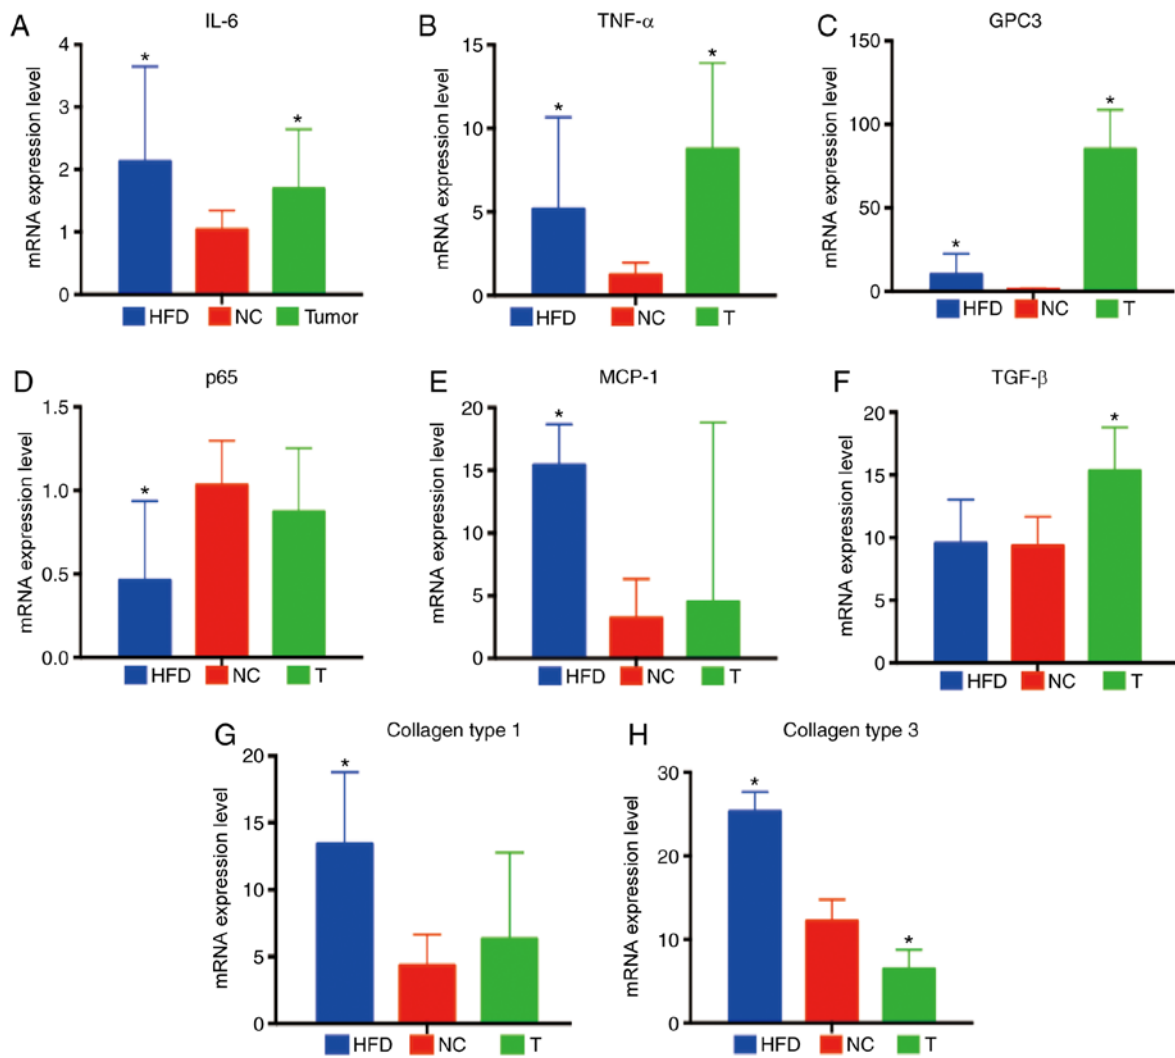 A
IL-6
mRNA expression level
4
3
2
1
0
*
*
HFD NC Tumor
B
TNF-α
mRNA expression level
15
10
5
0
*
*
HFD NC T
C
GPC3
mRNA expression level
150
100
50
0
*
*
HFD NC T
D
p65
mRNA expression level
1.5
1.0
0.5
0.0
*
HFD NC T
E
MCP-1
mRNA expression level
20
15
10
5
0
*
HFD NC T
F
TGF-β
mRNA expression level
20
15
10
5
0
*
HFD NC T
G
Collagen type 1
mRNA expression level
20
15
10
5
0
*
HFD NC T
H
Collagen type 3
mRNA expression level
30
20
10
0
*
*
HFD NC T